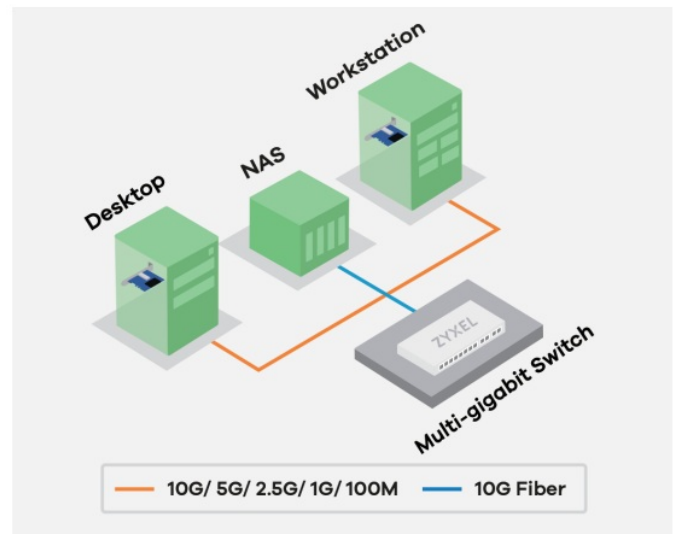 Workstation
NAS
Desktop
ZYXEL
Multi-gigabit Switch
10G/ 5G/ 2.5G/ 1G/ 100M
10G Fiber